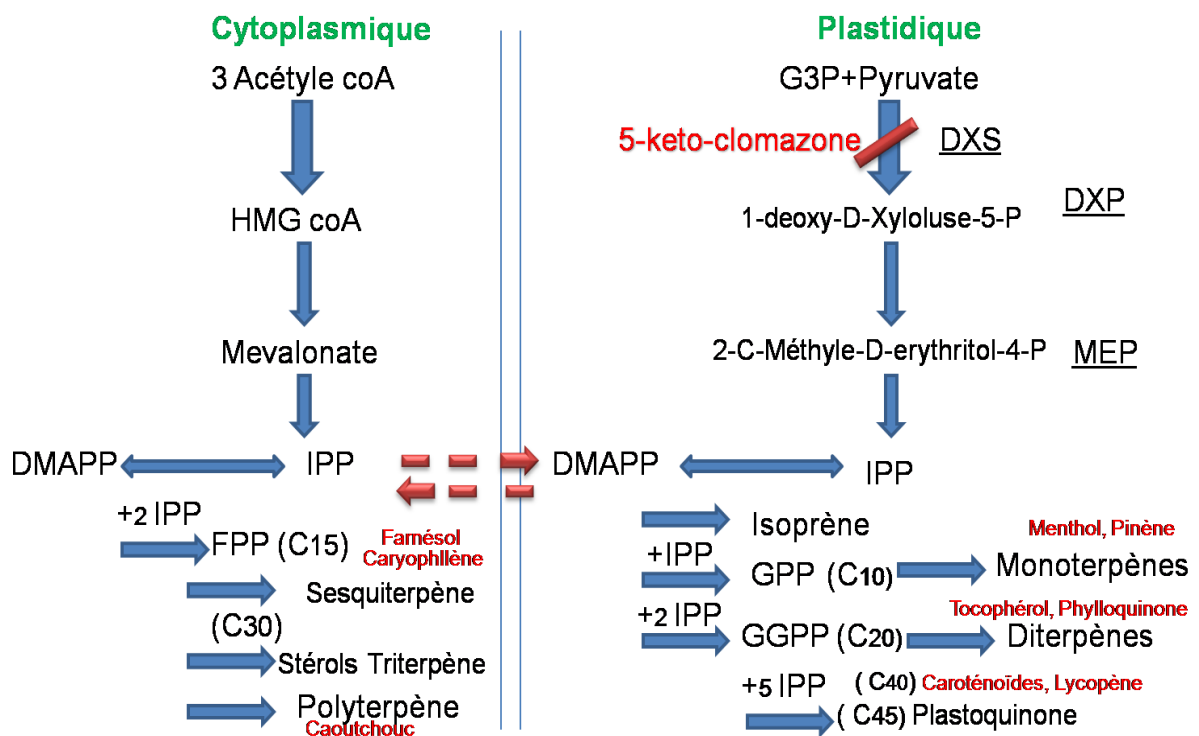 Cytoplasmique
3 Acétyle coA
HMG coA
Mevalonate
DMAPP
IPP
+2 IPP
FPP (C15)
Farnésol
Caryophllène
Sesquiterpène
(C30)
Stérols Triterpène
Polyterpène
Caoutchouc
Plastidique
G3P+Pyruvate
5-keto-clomazone
DXS
1-deoxy-D-Xyloluse-5-P
DXP
2-C-Méthyle-D-erythritol-4-P
MEP
DMAPP
IPP
Isoprène
+IPP
GPP (C10)
Menthol, Pinène
Monoterpènes
+2 IPP
GGPP (C20)
Tocophérol, Phylloquinone
Diterpènes
+5 IPP
(C40) Caroténoïdes, Lycopène
(C45) Plastoquinone